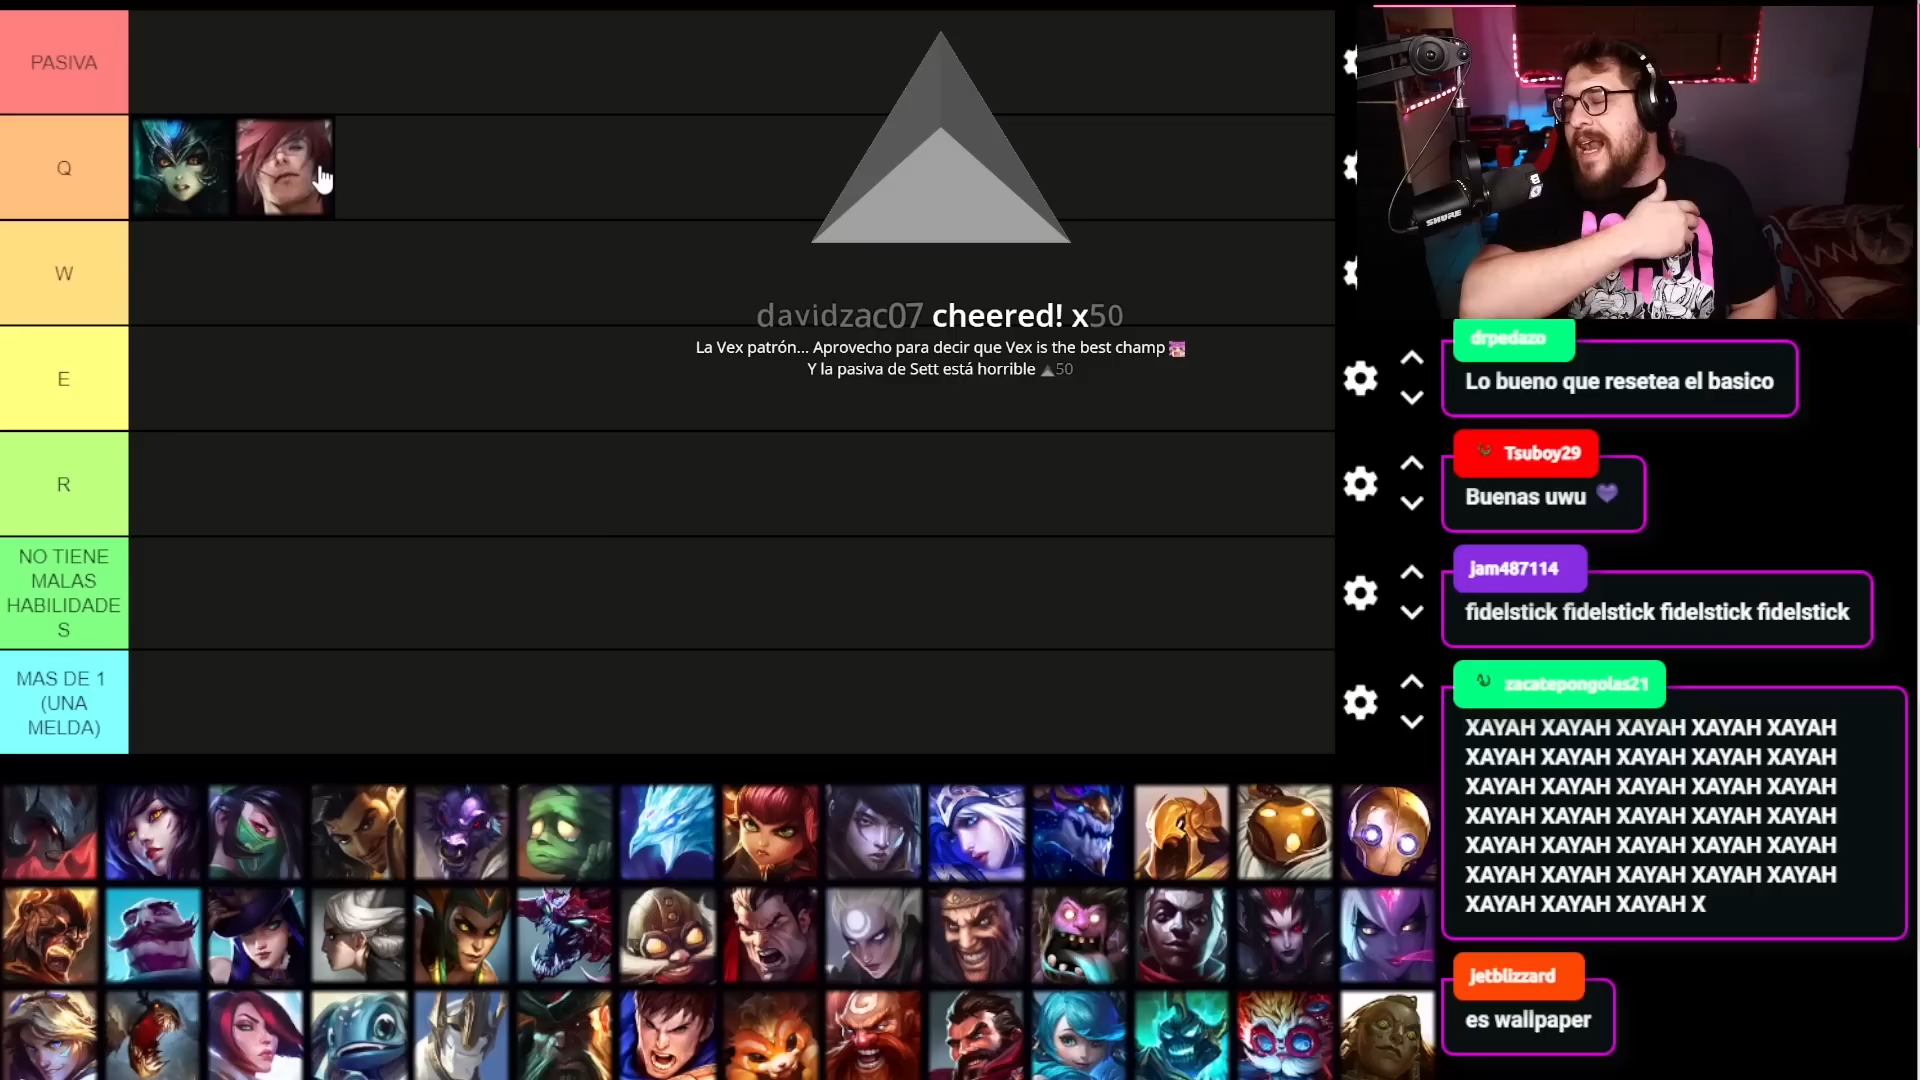 PASIVA
Q
W
E
R
NO TIENE
MALAS
HABILIDADE
S
MAS DE 1
(UNA
MELDA)
davidzac07 cheered! x50
La Vex patrón... Aprovecho para decir que Vex is the best champ
Y la pasiva de Sett está horrible 50
SHURE
drpedazo
Lo bueno que resetea el basico
Tsuboy29
Buenas uwu
jam487114
fidelstick fidelstick fidelstick fidelstick
zacatepongolas21
XAYAH XAYAH XAYAH XAYAH XAYAH
XAYAH XAYAH XAYAH XAYAH XAYAH
XAYAH XAYAH XAYAH XAYAH XAYAH
XAYAH XAYAH XAYAH XAYAH XAYAH
XAYAH XAYAH XAYAH XAYAH XAYAH
XAYAH XAYAH XAYAH XAYAH XAYAH
XAYAH XAYAH XAYAH X
jetblizzard
es wallpaper